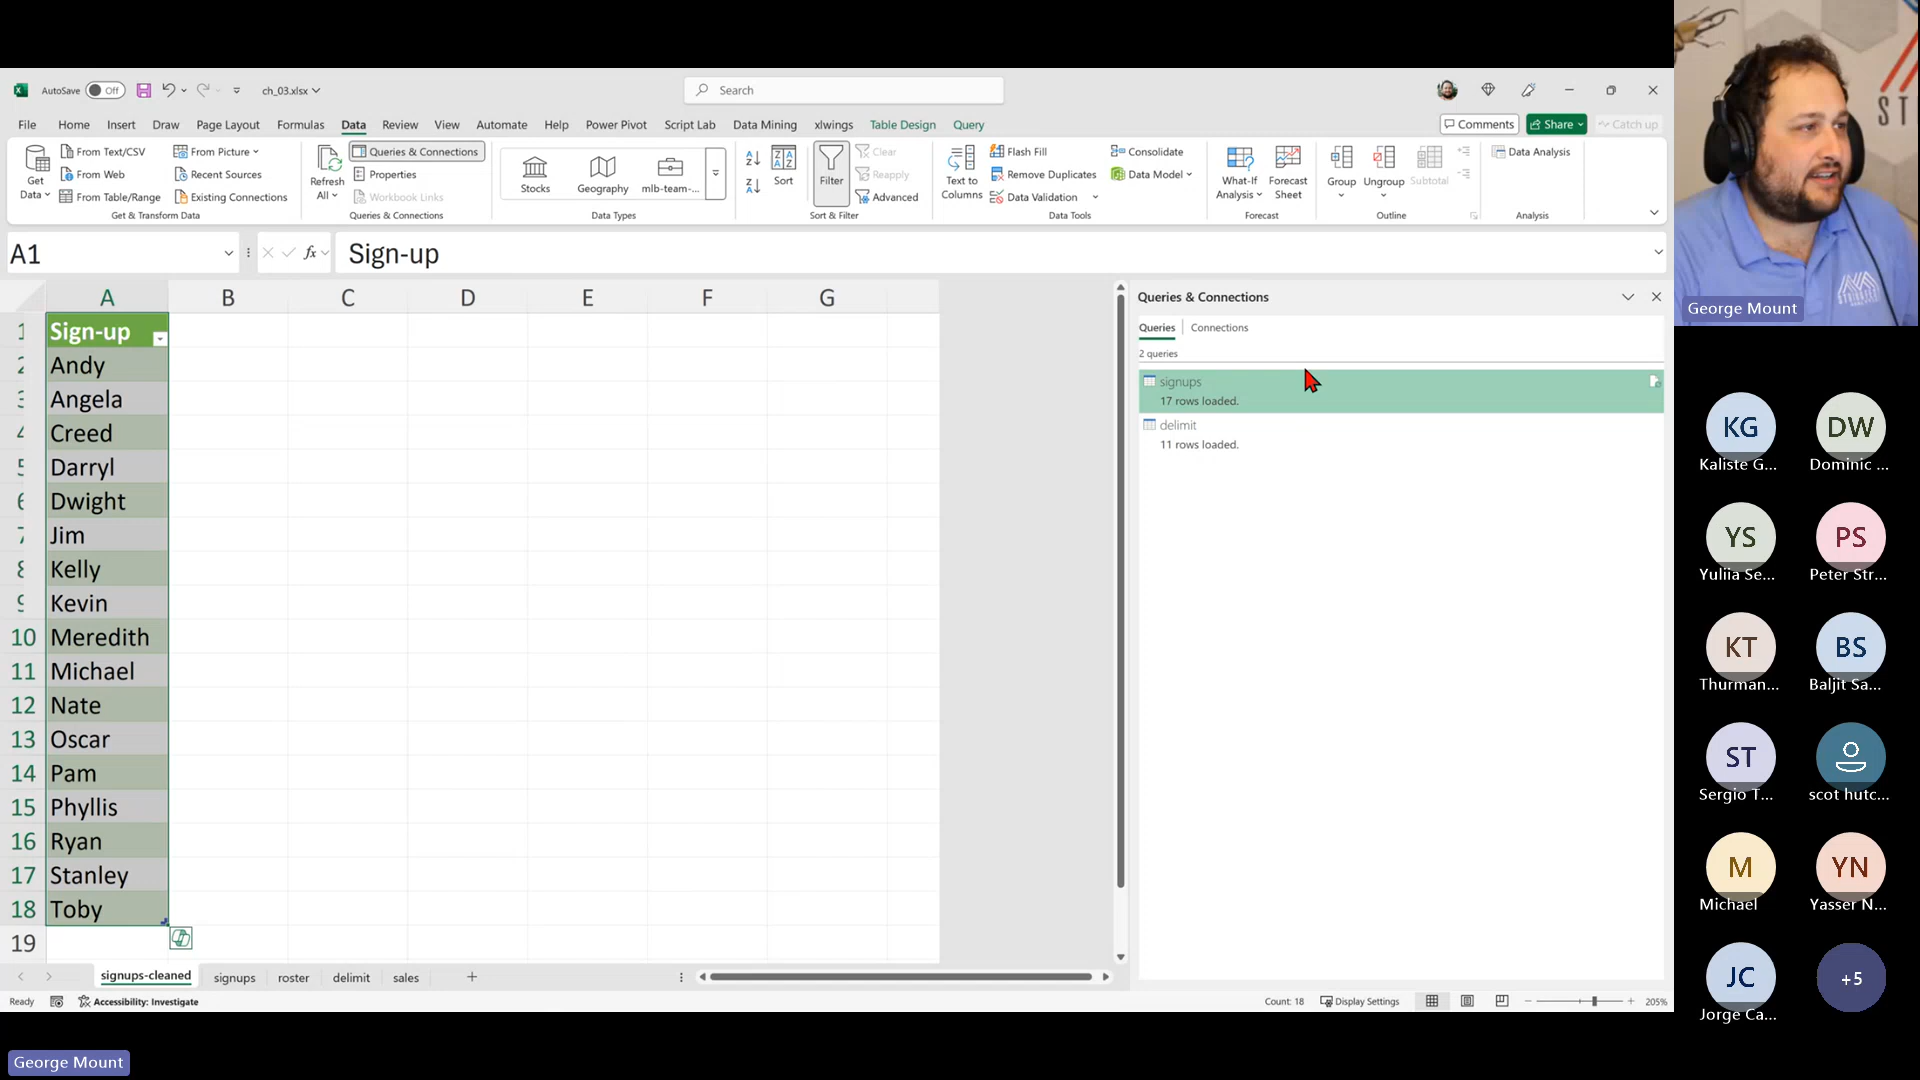 AutoSave Off ch_03.xlsx Search
File Home Insert Draw Page Layout Formulas Data Review View Automate Help Power Pivot Script Lab Data Mining xlwings Table Design Query Comments Share Catch up
Get Data
From Text/CSV
From Web
From Table/Range
From Picture
Recent Sources
Existing Connections
Get & Transform Data
Refresh All
Queries & Connections
Properties
Workbook Links
Queries & Connections
Stocks
Geography
mlb-team-...
Data Types
Sort
Filter
Clear
Reapply
Advanced
Sort & Filter
Text to Columns
Flash Fill
Remove Duplicates
Data Validation
Consolidate
Data Model
Data Tools
What-If Analysis
Forecast Sheet
Forecast
Group
Ungroup
Subtotal
Outline
Data Analysis
Analysis
A1 fx Sign-up
A B C D E F G
1 Sign-up
2 Andy
3 Angela
4 Creed
5 Darryl
6 Dwight
7 Jim
8 Kelly
9 Kevin
10 Meredith
11 Michael
12 Nate
13 Oscar
14 Pam
15 Phyllis
16 Ryan
17 Stanley
18 Toby
19
Queries & Connections
Queries Connections
2 queries
signups
17 rows loaded.
delimit
11 rows loaded.
signups-cleaned signups roster delimit sales
Ready Accessibility: Investigate Count: 18 Display Settings 205%
George Mount
ST
George Mount
KG DW
Kaliste G... Dominic ...
YS PS
Yuliia Se... Peter Str...
KT BS
Thurman... Baljit Sa...
ST
Sergio T... scot hutc...
M YN
Michael Yasser N...
JC +5
Jorge Ca...